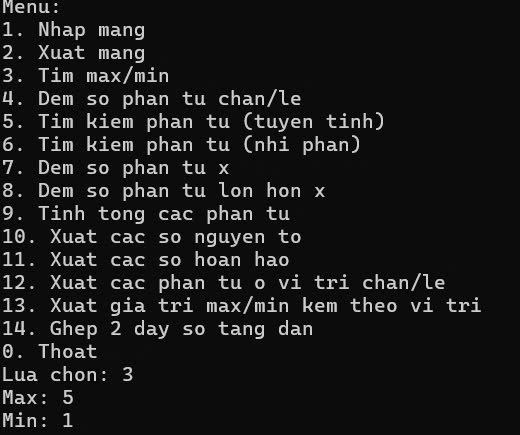 Menu:
1. Nhap mang
2. Xuat mang
3. Tim max/min
4. Dem so phan tu chan/le
5. Tim kiem phan tu (tuyen tinh)
6. Tim kiem phan tu (nhi phan)
7. Dem so phan tu x
8. Dem so phan tu lon hon x
9. Tinh tong cac phan tu
10. Xuat cac so nguyen to
11. Xuat cac so hoan hao
12. Xuat cac phan tu o vi tri chan/le
13. Xuat gia tri max/min kem theo vi tri
14. Ghep 2 day so tang dan
0. Thoat
Lua chon: 3
Max: 5
Min: 1